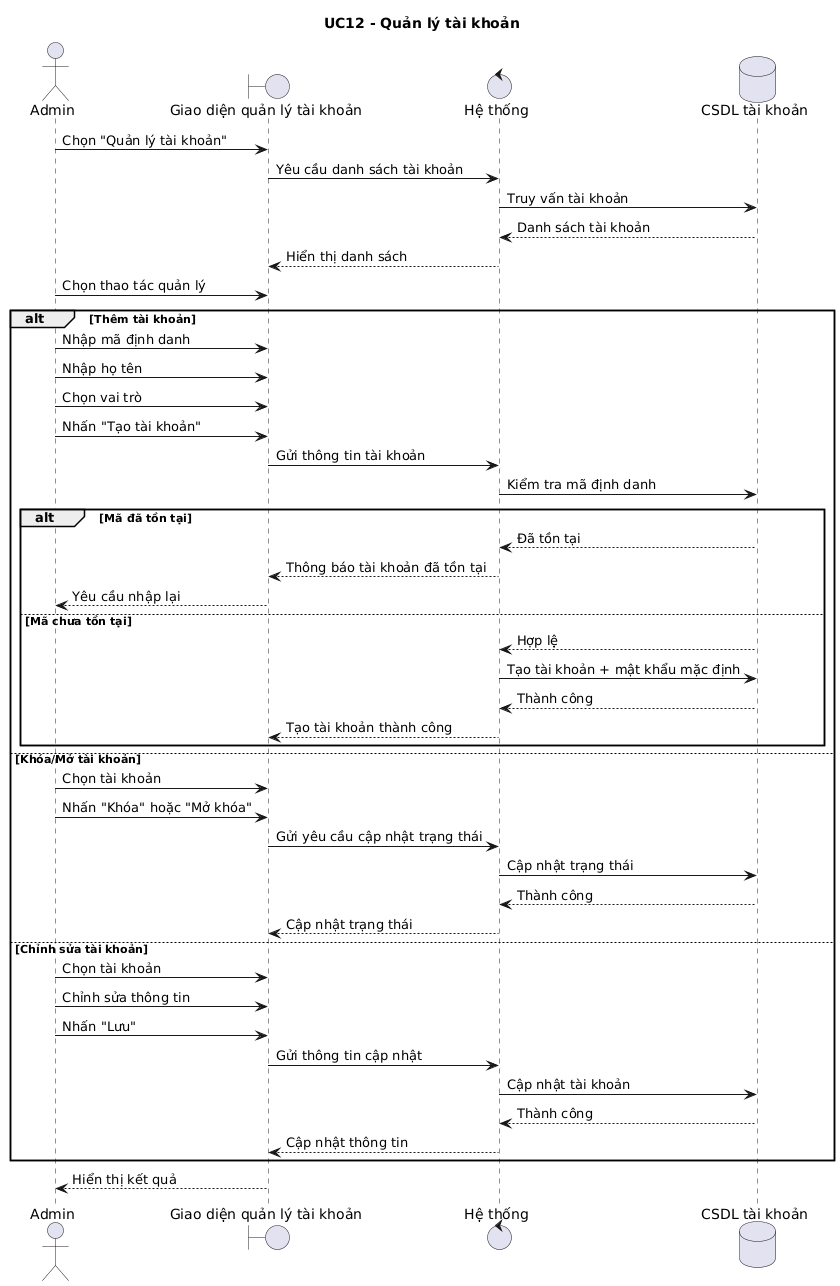 UC12 - Quản lý tài khoản
Admin
Giao diện quản lý tài khoản
Hệ thống
CSDL tài khoản
Chọn "Quản lý tài khoản"
Yêu cầu danh sách tài khoản
Truy vấn tài khoản
Danh sách tài khoản
Hiển thị danh sách
Chọn thao tác quản lý
alt
[Thêm tài khoản]
Nhập mã định danh
Nhập họ tên
Chọn vai trò
Nhấn "Tạo tài khoản"
Gửi thông tin tài khoản
Kiểm tra mã định danh
alt
[Mã đã tồn tại]
Đã tồn tại
Thông báo tài khoản đã tồn tại
Yêu cầu nhập lại
[Mã chưa tồn tại]
Hợp lệ
Tạo tài khoản + mật khẩu mặc định
Thành công
Tạo tài khoản thành công
[Khóa/Mở tài khoản]
Chọn tài khoản
Nhấn "Khóa" hoặc "Mở khóa"
Gửi yêu cầu cập nhật trạng thái
Cập nhật trạng thái
Thành công
Cập nhật trạng thái
[Chỉnh sửa tài khoản]
Chọn tài khoản
Chỉnh sửa thông tin
Nhấn "Lưu"
Gửi thông tin cập nhật
Cập nhật tài khoản
Thành công
Cập nhật thông tin
Hiển thị kết quả
Admin
Giao diện quản lý tài khoản
Hệ thống
CSDL tài khoản